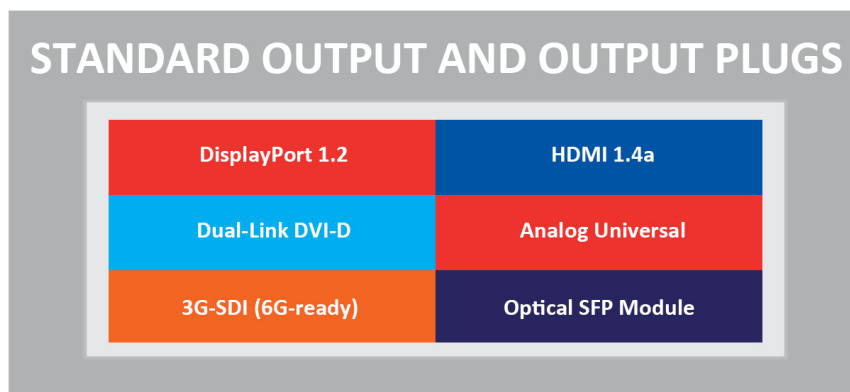 STANDARD OUTPUT AND OUTPUT PLUGS
DisplayPort 1.2
HDMI 1.4a
Dual-Link DVI-D
Analog Universal
3G-SDI (6G-ready)
Optical SFP Module